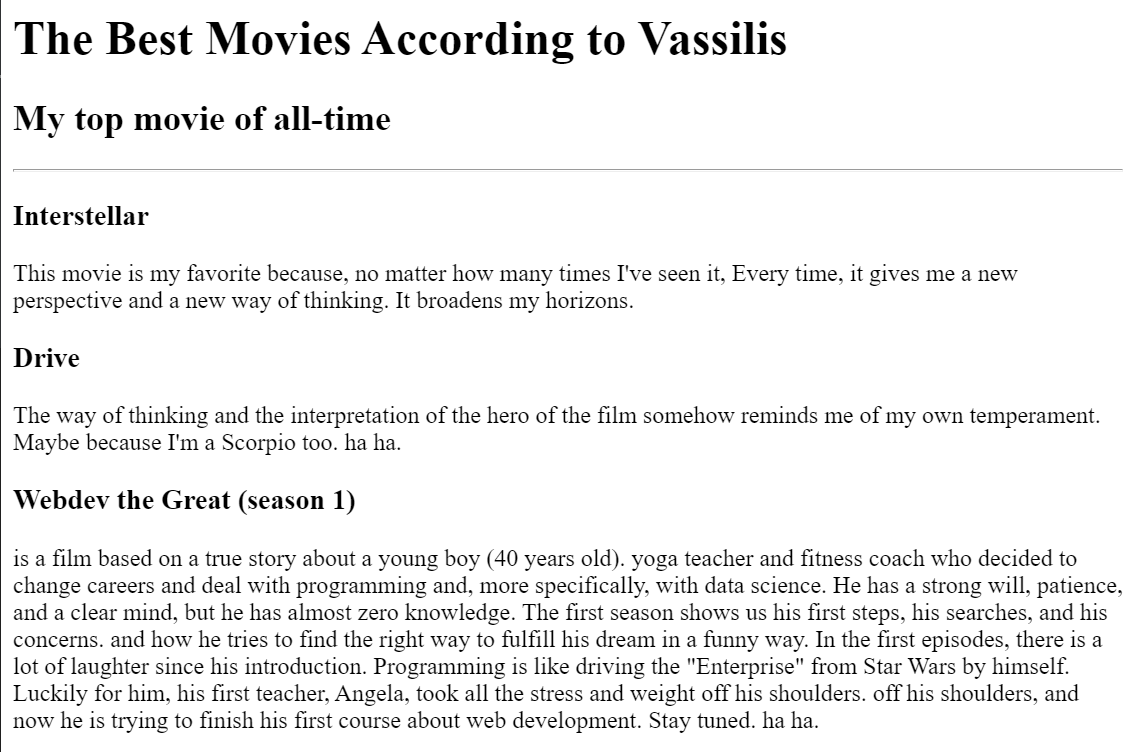 The Best Movies According to Vassilis
My top movie of all-time
Interstellar
This movie is my favorite because, no matter how many times I've seen it, Every time, it gives me a new
perspective and a new way of thinking. It broadens my horizons.
Drive
The way of thinking and the interpretation of the hero of the film somehow reminds me of my own temperament.
Maybe because I'm a Scorpio too. ha ha.
Webdev the Great (season 1)
is a film based on a true story about a young boy (40 years old). yoga teacher and fitness coach who decided to
change careers and deal with programming and, more specifically, with data science. He has a strong will, patience,
and a clear mind, but he has almost zero knowledge. The first season shows us his first steps, his searches, and his
concerns. and how he tries to find the right way to fulfill his dream in a funny way. In the first episodes, there is a
lot of laughter since his introduction. Programming is like driving the "Enterprise" from Star Wars by himself.
Luckily for him, his first teacher, Angela, took all the stress and weight off his shoulders. off his shoulders, and
now he is trying to finish his first course about web development. Stay tuned. ha ha.